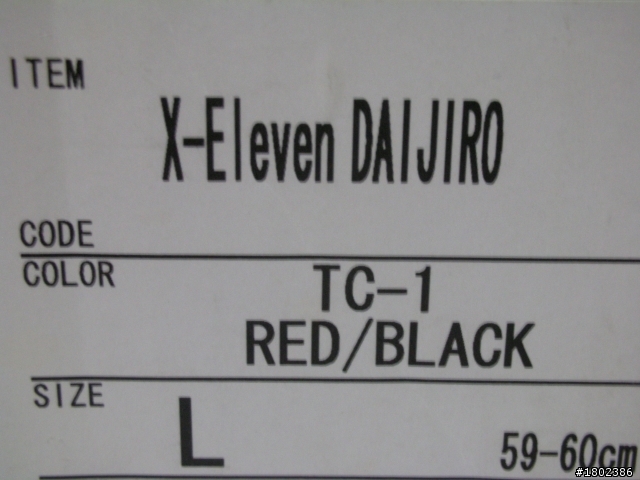 ITEM
X-Eleven DAIJIRO
CODE
COLOR
TC-1
RED/BLACK
SIZE
L
59-60cm
#1802386